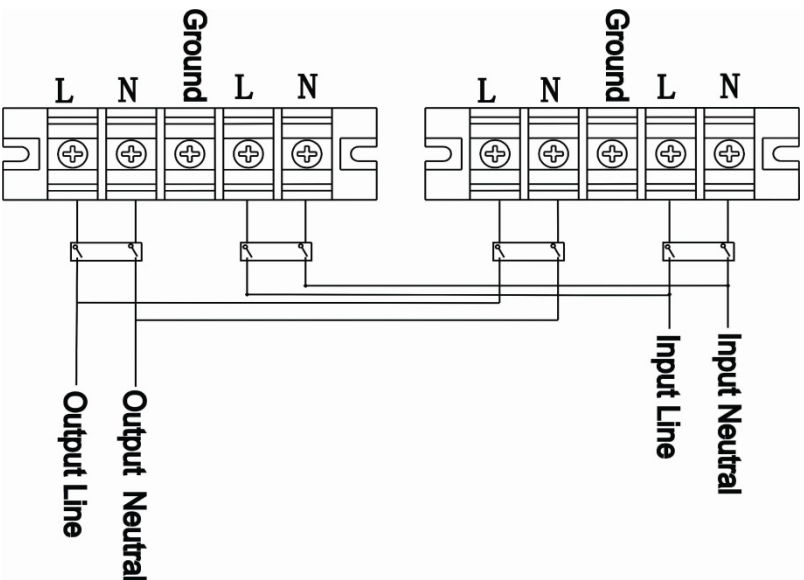 Ground
L N L N
Ground
L N L N
Output Line
Output Neutral
Input Line
Input Neutral